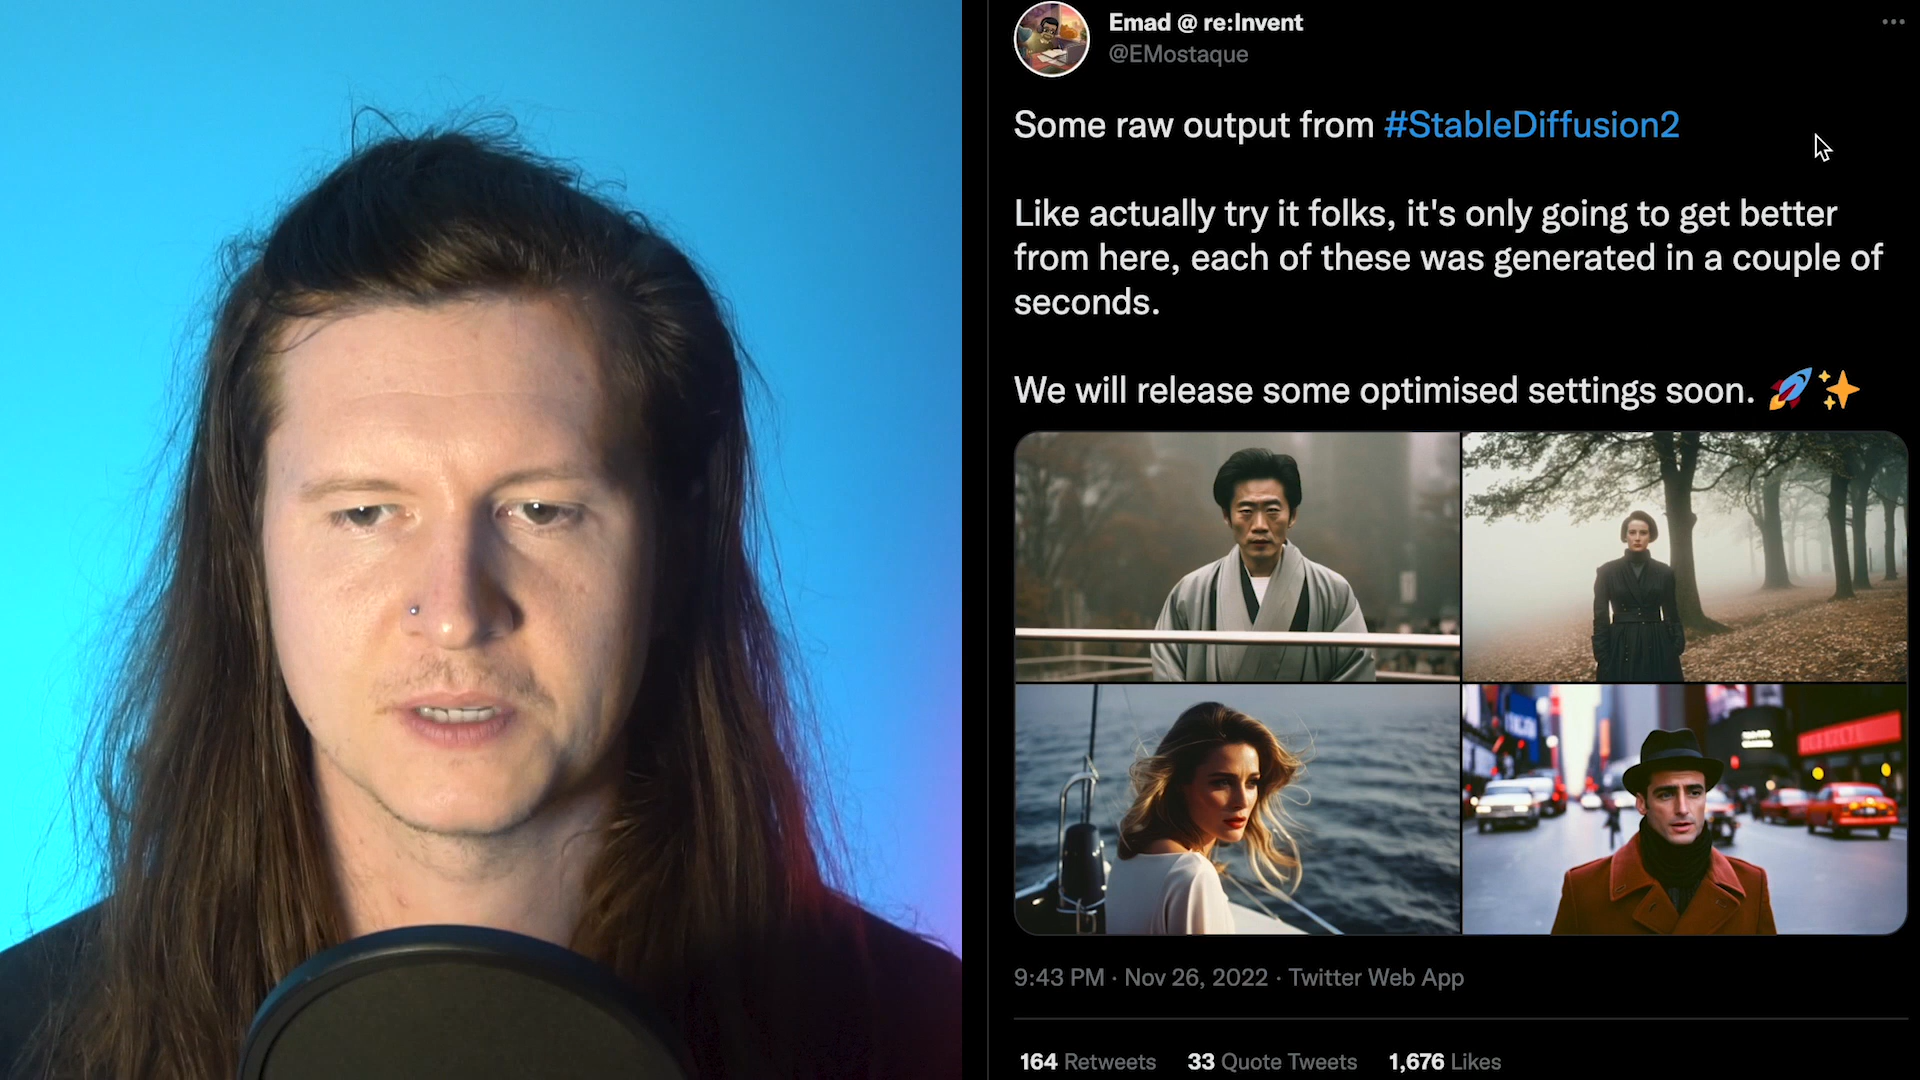 Emad @ re:Invent
@EMostaque
Some raw output from #StableDiffusion2
Like actually try it folks, it's only going to get better
from here, each of these was generated in a couple of
seconds.
We will release some optimised settings soon. 🚀✨
9:43 PM · Nov 26, 2022 · Twitter Web App
164 Retweets 33 Quote Tweets 1,676 Likes